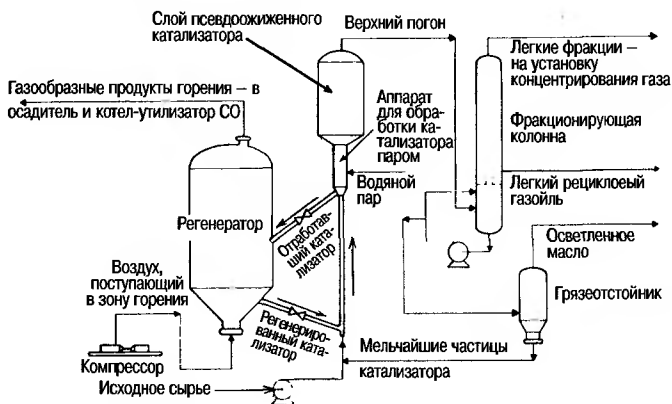 Слой псевдоожиженного
катализатора
Верхний погон
Легкие фракции –
на установку
концентрирования газа
Газообразные продукты горения – в
осадитель и котел-утилизатор СО
Аппарат
для обра-
ботки ка-
тализатора
паром
Фракционирующая
колонна
Водяной
пар
Легкий рециклоеый
газойль
Регенератор
Отработав-
ший ката-
лизатор
Осветленное
масло
Воздух,
поступающий
в зону горения
Грязеотстойник
Регенериро-
ванный ката-
лизатор
Компрессор
Мельчайшие частицы
катализатора
Исходное сырье